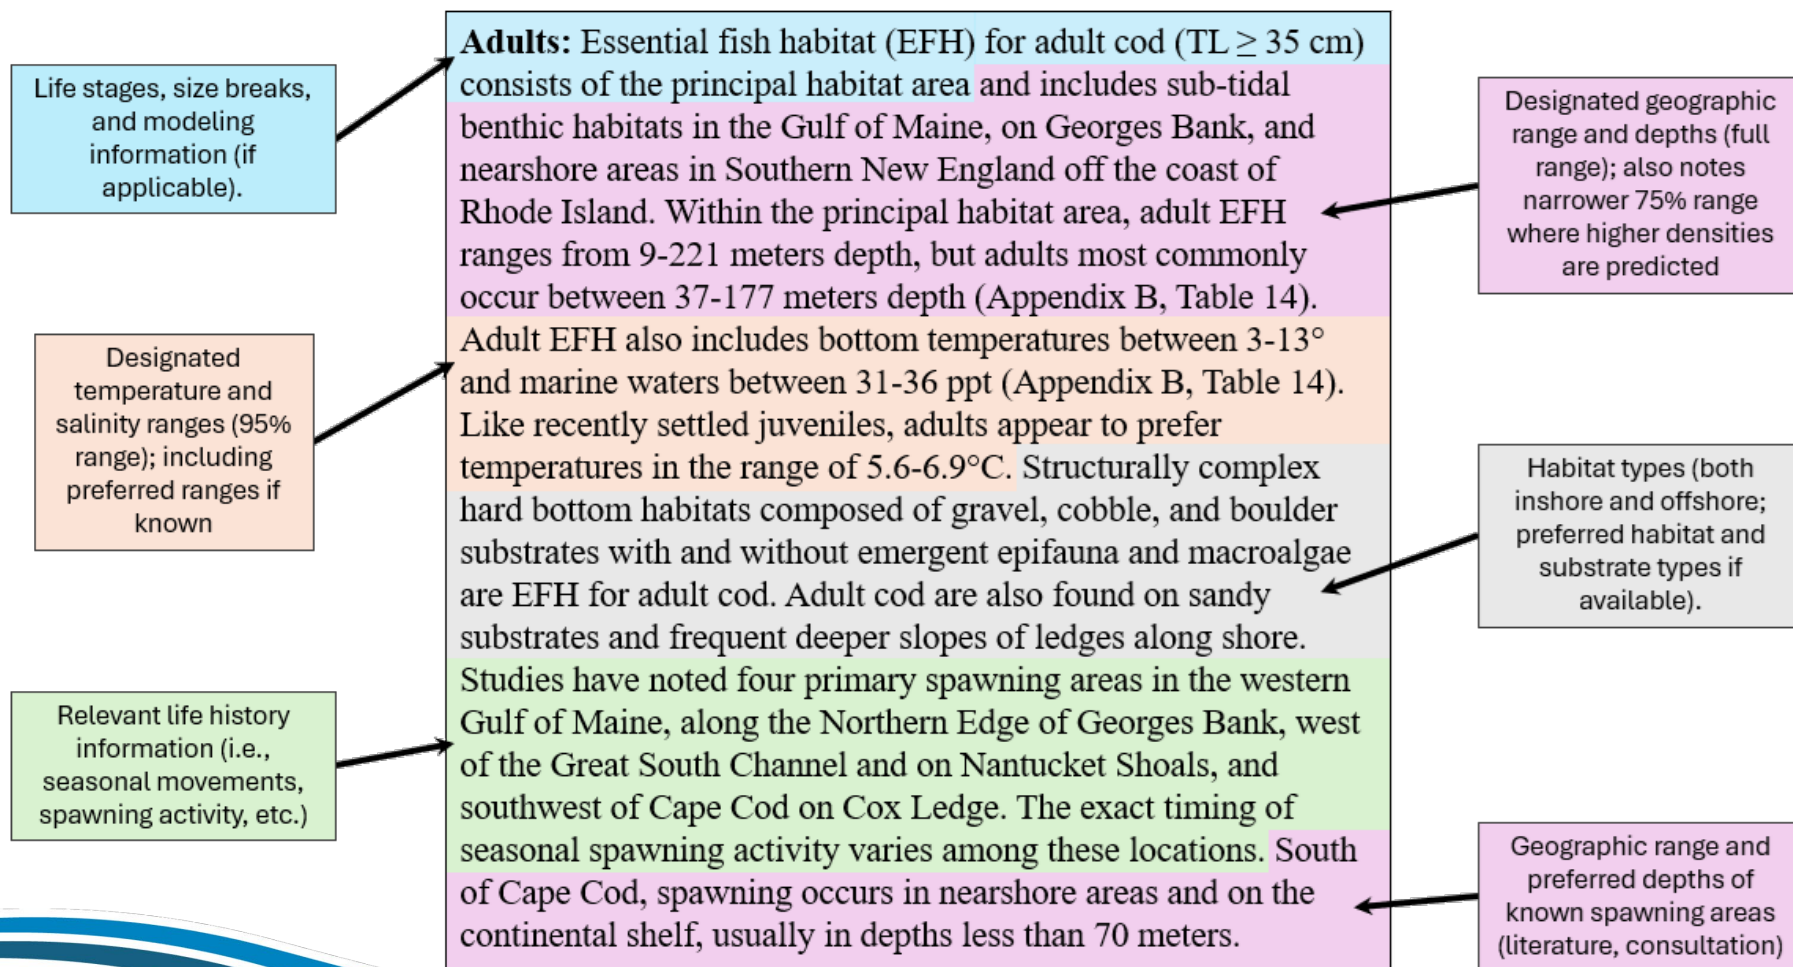 Life stages, size breaks,
and modeling
information (if
applicable).
Designated
temperature and
salinity ranges (95%
range); including
preferred ranges if
known
Relevant life history
information (i.e.,
seasonal movements,
spawning activity, etc.)
Adults: Essential fish habitat (EFH) for adult cod (TL ≥ 35 cm)
consists of the principal habitat area and includes sub-tidal
benthic habitats in the Gulf of Maine, on Georges Bank, and
nearshore areas in Southern New England off the coast of
Rhode Island. Within the principal habitat area, adult EFH
ranges from 9-221 meters depth, but adults most commonly
occur between 37-177 meters depth (Appendix B, Table 14).
Adult EFH also includes bottom temperatures between 3-13°
and marine waters between 31-36 ppt (Appendix B, Table 14).
Like recently settled juveniles, adults appear to prefer
temperatures in the range of 5.6-6.9°C. Structurally complex
hard bottom habitats composed of gravel, cobble, and boulder
substrates with and without emergent epifauna and macroalgae
are EFH for adult cod. Adult cod are also found on sandy
substrates and frequent deeper slopes of ledges along shore.
Studies have noted four primary spawning areas in the western
Gulf of Maine, along the Northern Edge of Georges Bank, west
of the Great South Channel and on Nantucket Shoals, and
southwest of Cape Cod on Cox Ledge. The exact timing of
seasonal spawning activity varies among these locations. South
of Cape Cod, spawning occurs in nearshore areas and on the
continental shelf, usually in depths less than 70 meters.
Designated geographic
range and depths (full
range); also notes
narrower 75% range
where higher densities
are predicted
Habitat types (both
inshore and offshore;
preferred habitat and
substrate types if
available).
Geographic range and
preferred depths of
known spawning areas
(literature, consultation)